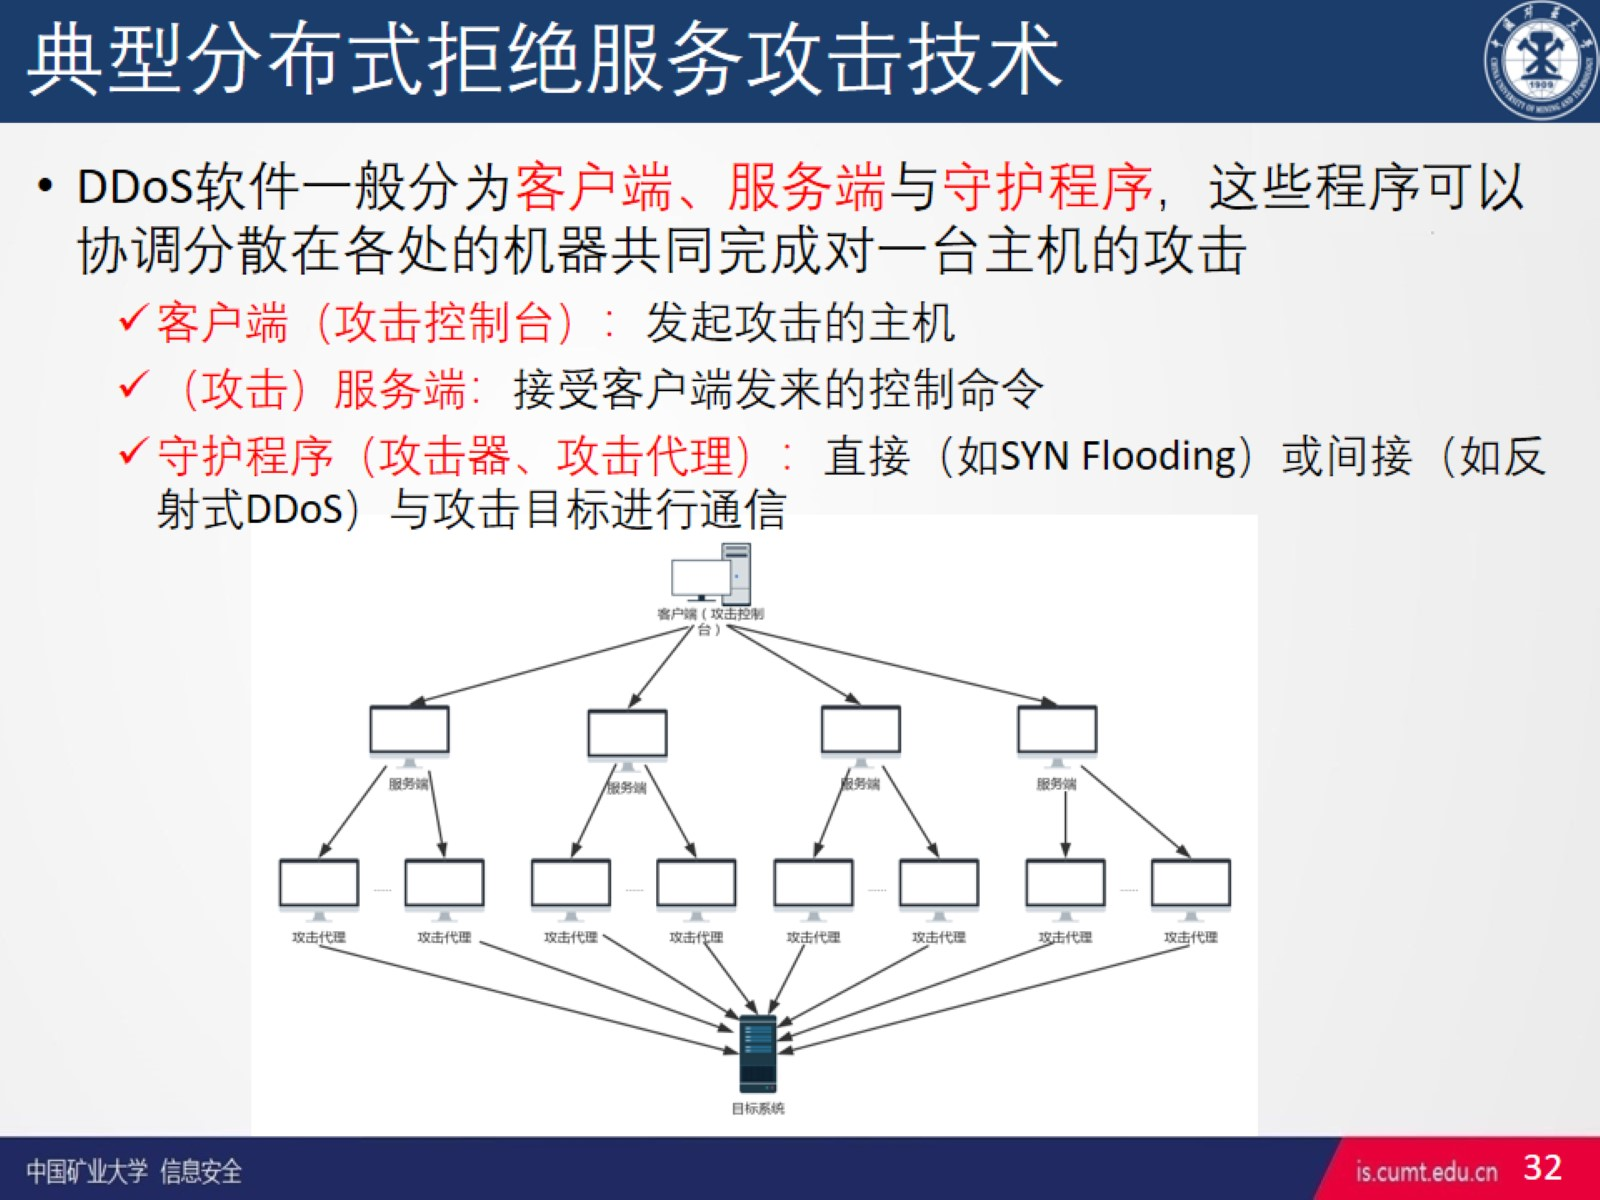 典型分布式拒绝服务攻击技术
CHINA UNIVERSITY OF MINING AND TECHNOLOGY
1909
• DDoS软件一般分为客户端、服务端与守护程序,这些程序可以
协调分散在各处的机器共同完成对一台主机的攻击
✓客户端（攻击控制台）:发起攻击的主机
✓（攻击）服务端:接受客户端发来的控制命令
✓守护程序（攻击器、攻击代理）:直接（如SYN Flooding）或间接（如反
射式DDoS）与攻击目标进行通信
客户端（攻击控制
台）
服务端 服务端 服务端 服务端
攻击代理 ...... 攻击代理 攻击代理 ...... 攻击代理 攻击代理 ...... 攻击代理 攻击代理 ...... 攻击代理
目标系统
中国矿业大学 信息安全
is.cumt.edu.cn 32